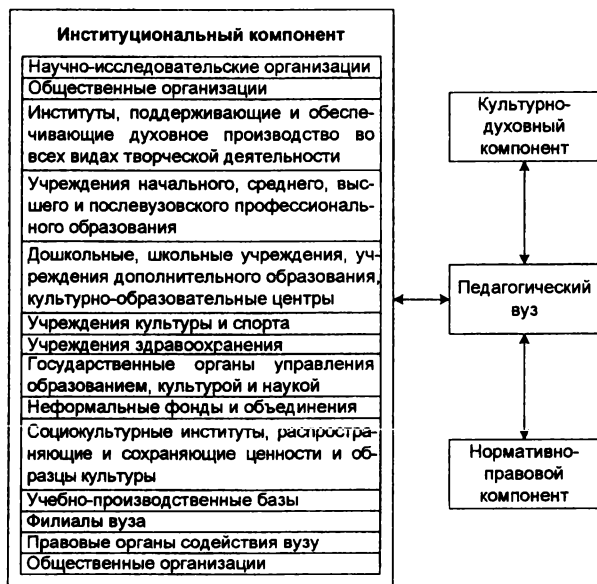 Институциональный компонент
Научно-исследовательские организации
Общественные организации
Институты, поддерживающие и обеспе-
чивающие духовное производство во
всех видах творческой деятельности
Учреждения начального, среднего, выс-
шего и послевузовского профессиональ-
ного образования
Дошкольные, школьные учреждения, уч-
реждения дополнительного образования,
культурно-образовательные центры
Учреждения культуры и спорта
Учреждения здравоохранения
Государственные органы управления
образованием, культурой и наукой
Неформальные фонды и объединения
Социокультурные институты, распростра-
няющие и сохраняющие ценности и об-
разцы культуры
Учебно-производственные базы
Филиалы вуза
Правовые органы содействия вузу
Общественные организации
Культурно-
духовный
компонент
Педагогический
вуз
Нормативно-
правовой
компонент